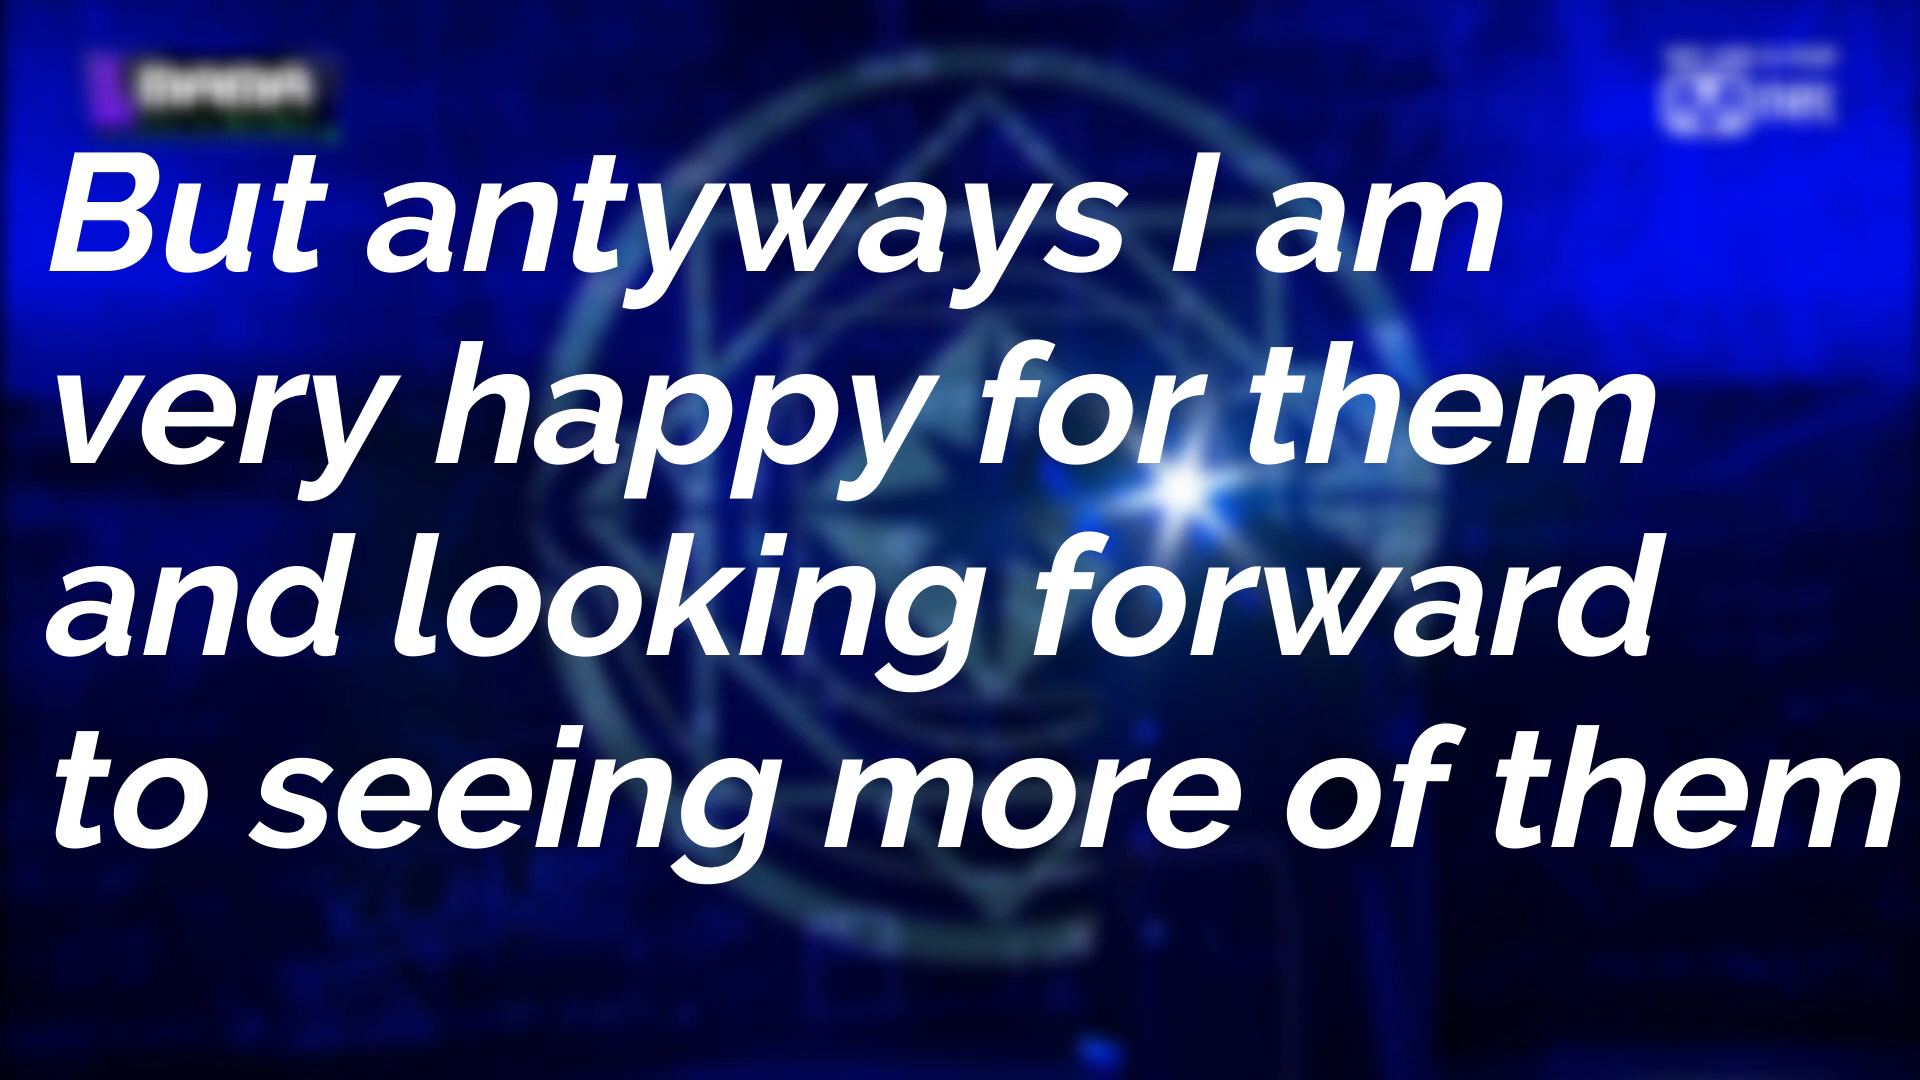 But antyways I am
very happy for them
and looking forward
to seeing more of them